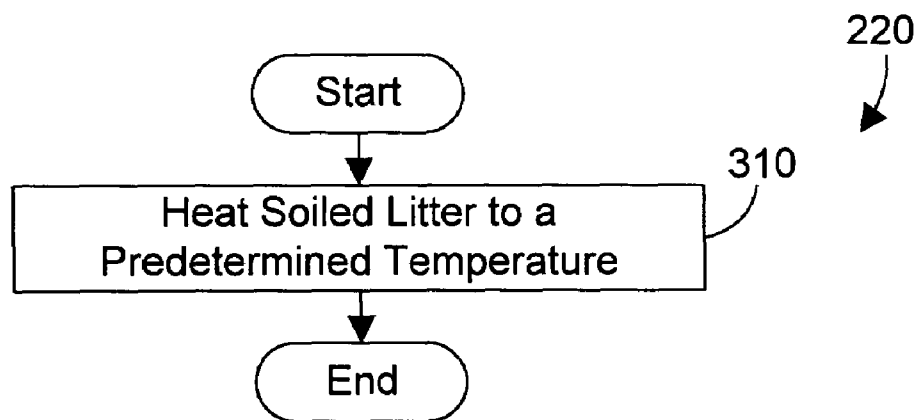 220
Start
310
Heat Soiled Litter to a
Predetermined Temperature
End